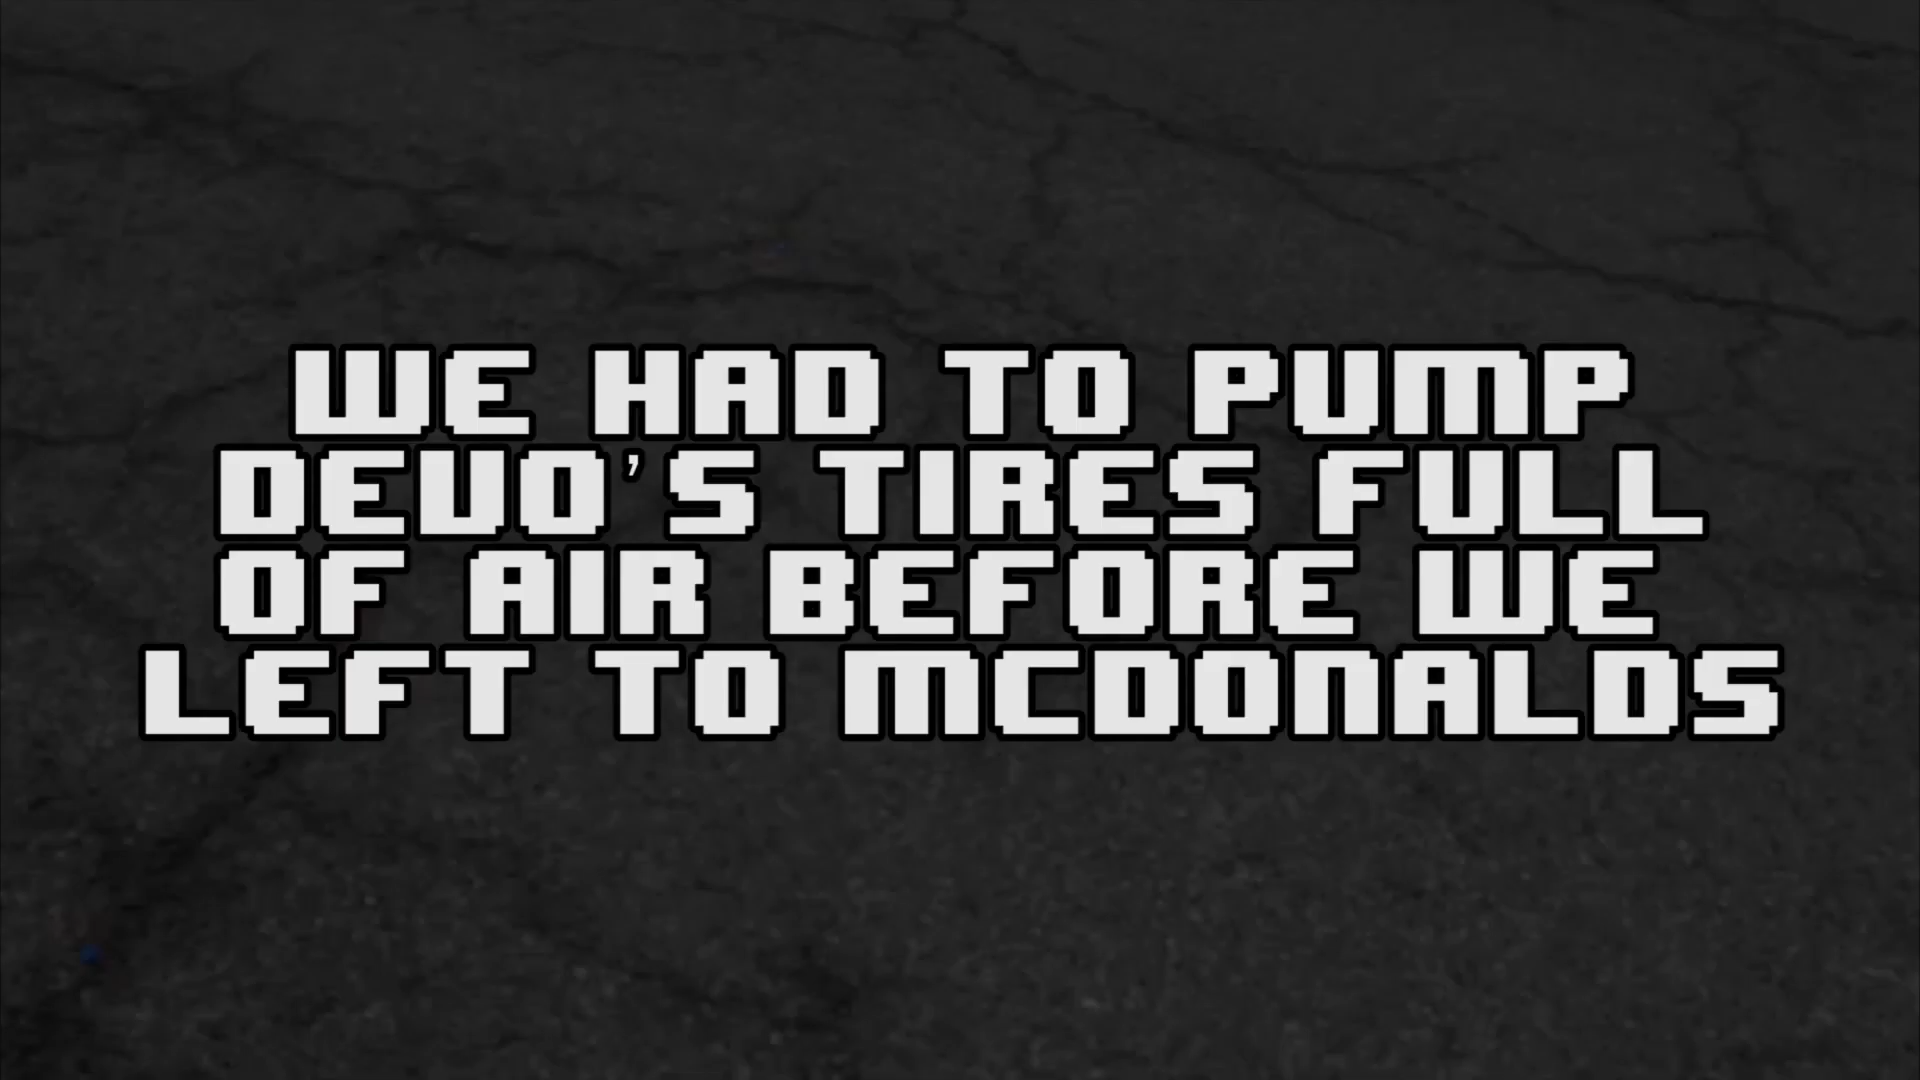 WE HAD TO PUMP
DEVO'S TIRES FULL
OF AIR BEFORE WE
LEFT TO MCDONALDS